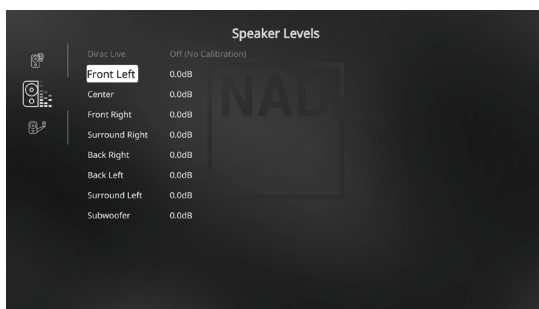 Speaker Levels
Dirac Live Off (No Calibration)
Front Left 0.0dB
Center 0.0dB
NAD
Front Right 0.0dB
Surround Right 0.0dB
Back Right 0.0dB
Back Left 0.0dB
Surround Left 0.0dB
Subwoofer 0.0dB